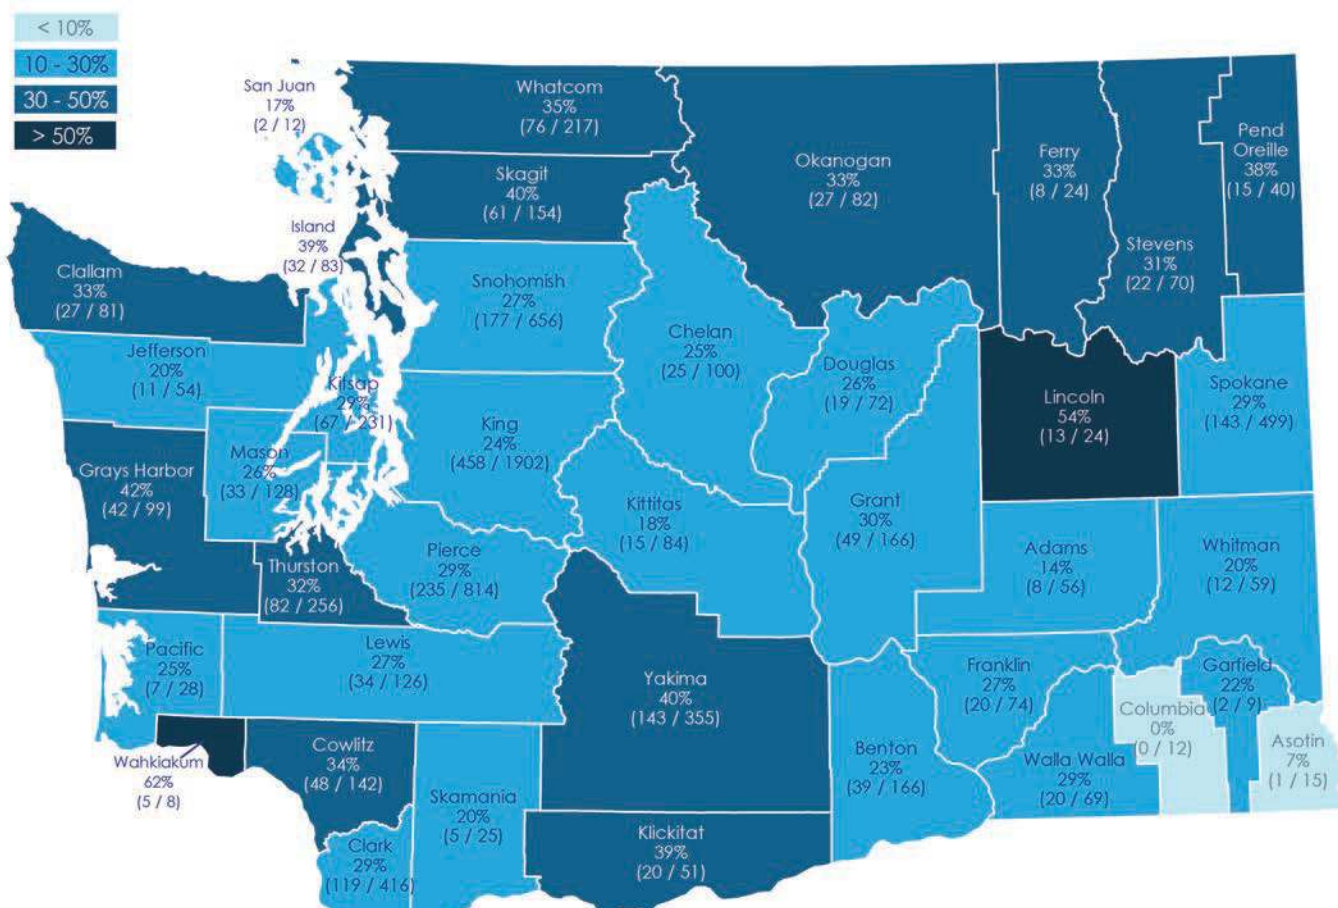 < 10%
10 - 30%
30 - 50%
> 50%
San Juan
17%
(2 / 12)
Whatcom
35%
(76 / 217)
Skagit
40%
(61 / 154)
Okanogan
33%
(27 / 82)
Ferry
33%
(8 / 24)
Pend
Oreille
38%
(15 / 40)
Stevens
31%
(22 / 70)
Island
39%
(32 / 83)
Clallam
33%
(27 / 81)
Snohomish
27%
(177 / 656)
Chelan
25%
(25 / 100)
Douglas
26%
(19 / 72)
Jefferson
20%
(11 / 54)
Kitsap
29%
(67 / 231)
King
24%
(458 / 1902)
Lincoln
54%
(13 / 24)
Spokane
29%
(143 / 499)
Grays Harbor
42%
(42 / 99)
Mason
26%
(33 / 128)
Kittitas
18%
(15 / 84)
Grant
30%
(49 / 166)
Adams
14%
(8 / 56)
Whitman
20%
(12 / 59)
Thurston
32%
(82 / 256)
Pierce
29%
(235 / 814)
Pacific
25%
(7 / 28)
Lewis
27%
(34 / 126)
Yakima
40%
(143 / 355)
Franklin
27%
(20 / 74)
Garfield
22%
(2 / 9)
Columbia
0%
(0 / 12)
Asotin
7%
(1 / 15)
Wahkiakum
62%
(5 / 8)
Cowlitz
34%
(48 / 142)
Skamania
20%
(5 / 25)
Benton
23%
(39 / 166)
Walla Walla
29%
(20 / 69)
Clark
29%
(119 / 416)
Klickitat
39%
(20 / 51)